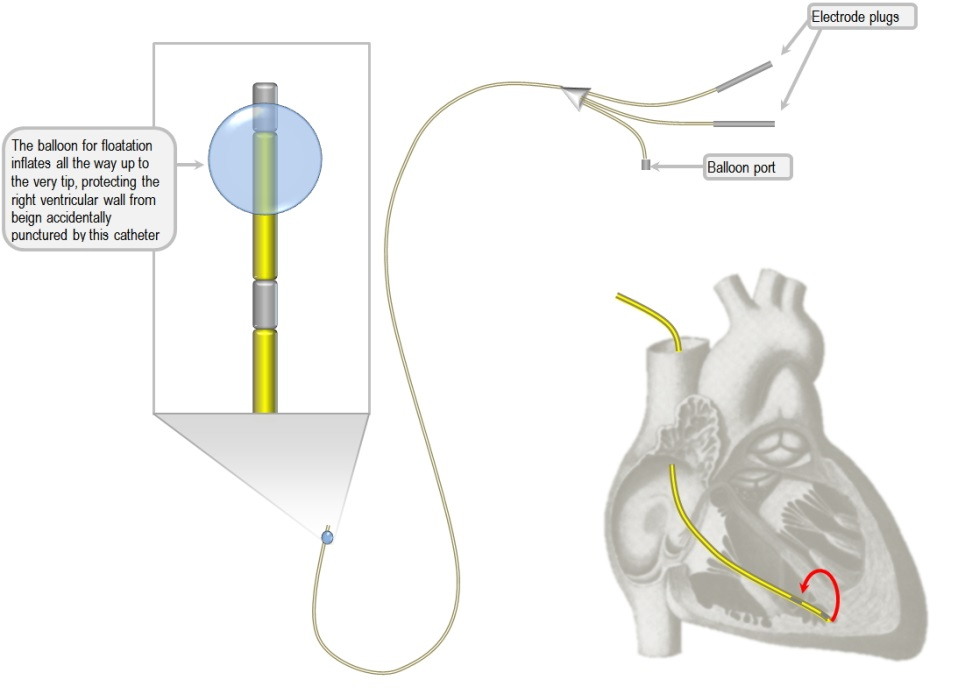 Electrode plugs
The balloon for floatation
inflates all the way up to
the very tip, protecting the
right ventricular wall from
beign accidentally
punctured by this catheter
Balloon port